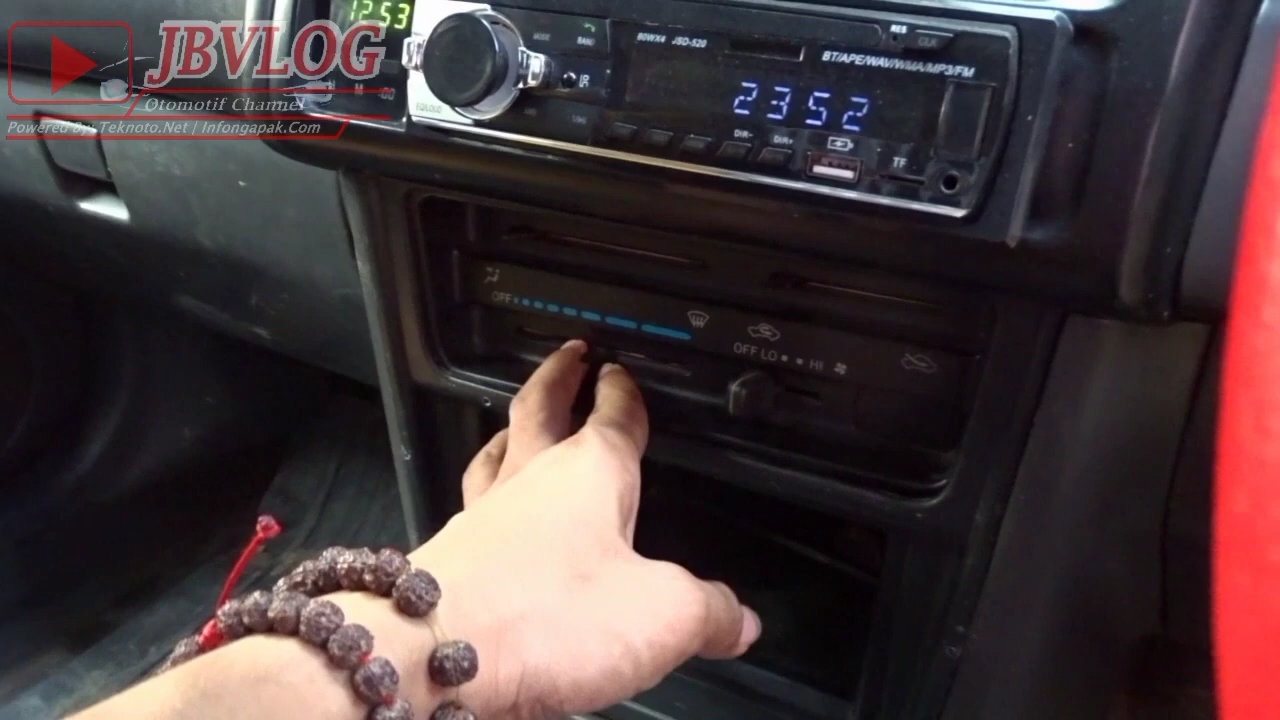 12:53
JBVLOG
Otomotif Channel
Powered By: Teknoto.Net | Infongapak.Com
MODE
BAND
80WX4 JSD-520
RES
CLK
BT/APE/WAV/WMA/MP3/FM
2352
DIR-
DIR+
TF
OFF
OFF LO HI